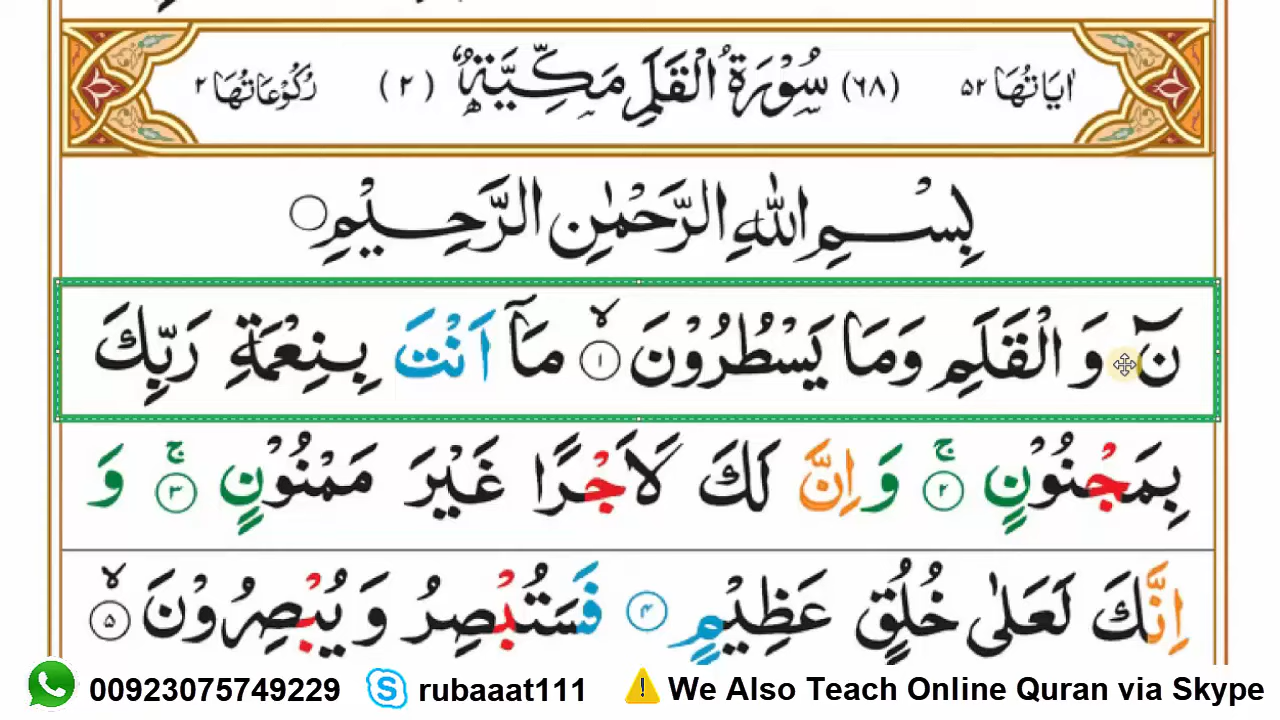 اٰيَاتُهَا ٥٢ (٦٨) سُوْرَةُ الْقَلَمِ مَكِّيَّةٌ (٢) رُكُوْعَاتُهَا ٢
بِسْمِ اللّٰهِ الرَّحْمٰنِ الرَّحِيْمِ
نٓ وَ الْقَلَمِ وَمَا يَسْطُرُوْنَ ۙ ١ مَاۤ اَنْتَ بِنِعْمَةِ رَبِّكَ
بِمَجْنُوْنٍ ۚ ٢ وَ اِنَّ لَكَ لَاَجْرًا غَيْرَ مَمْنُوْنٍ ۚ ٣ وَ
اِنَّكَ لَعَلٰى خُلُقٍ عَظِيْمٍ ٤ فَسَتُبْصِرُ وَ يُبْصِرُوْنَ ۙ ٥
00923075749229 rubaaat111 We Also Teach Online Quran via Skype